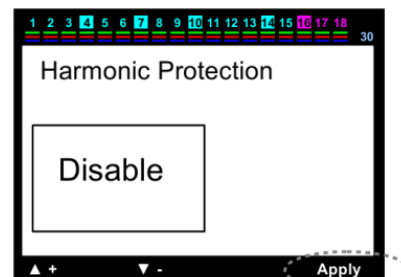 1 2 3 4 5 6 7 8 9 10 11 12 13 14 15 16 17 18
30
Harmonic Protection
Disable
▲ + ▼ - Apply